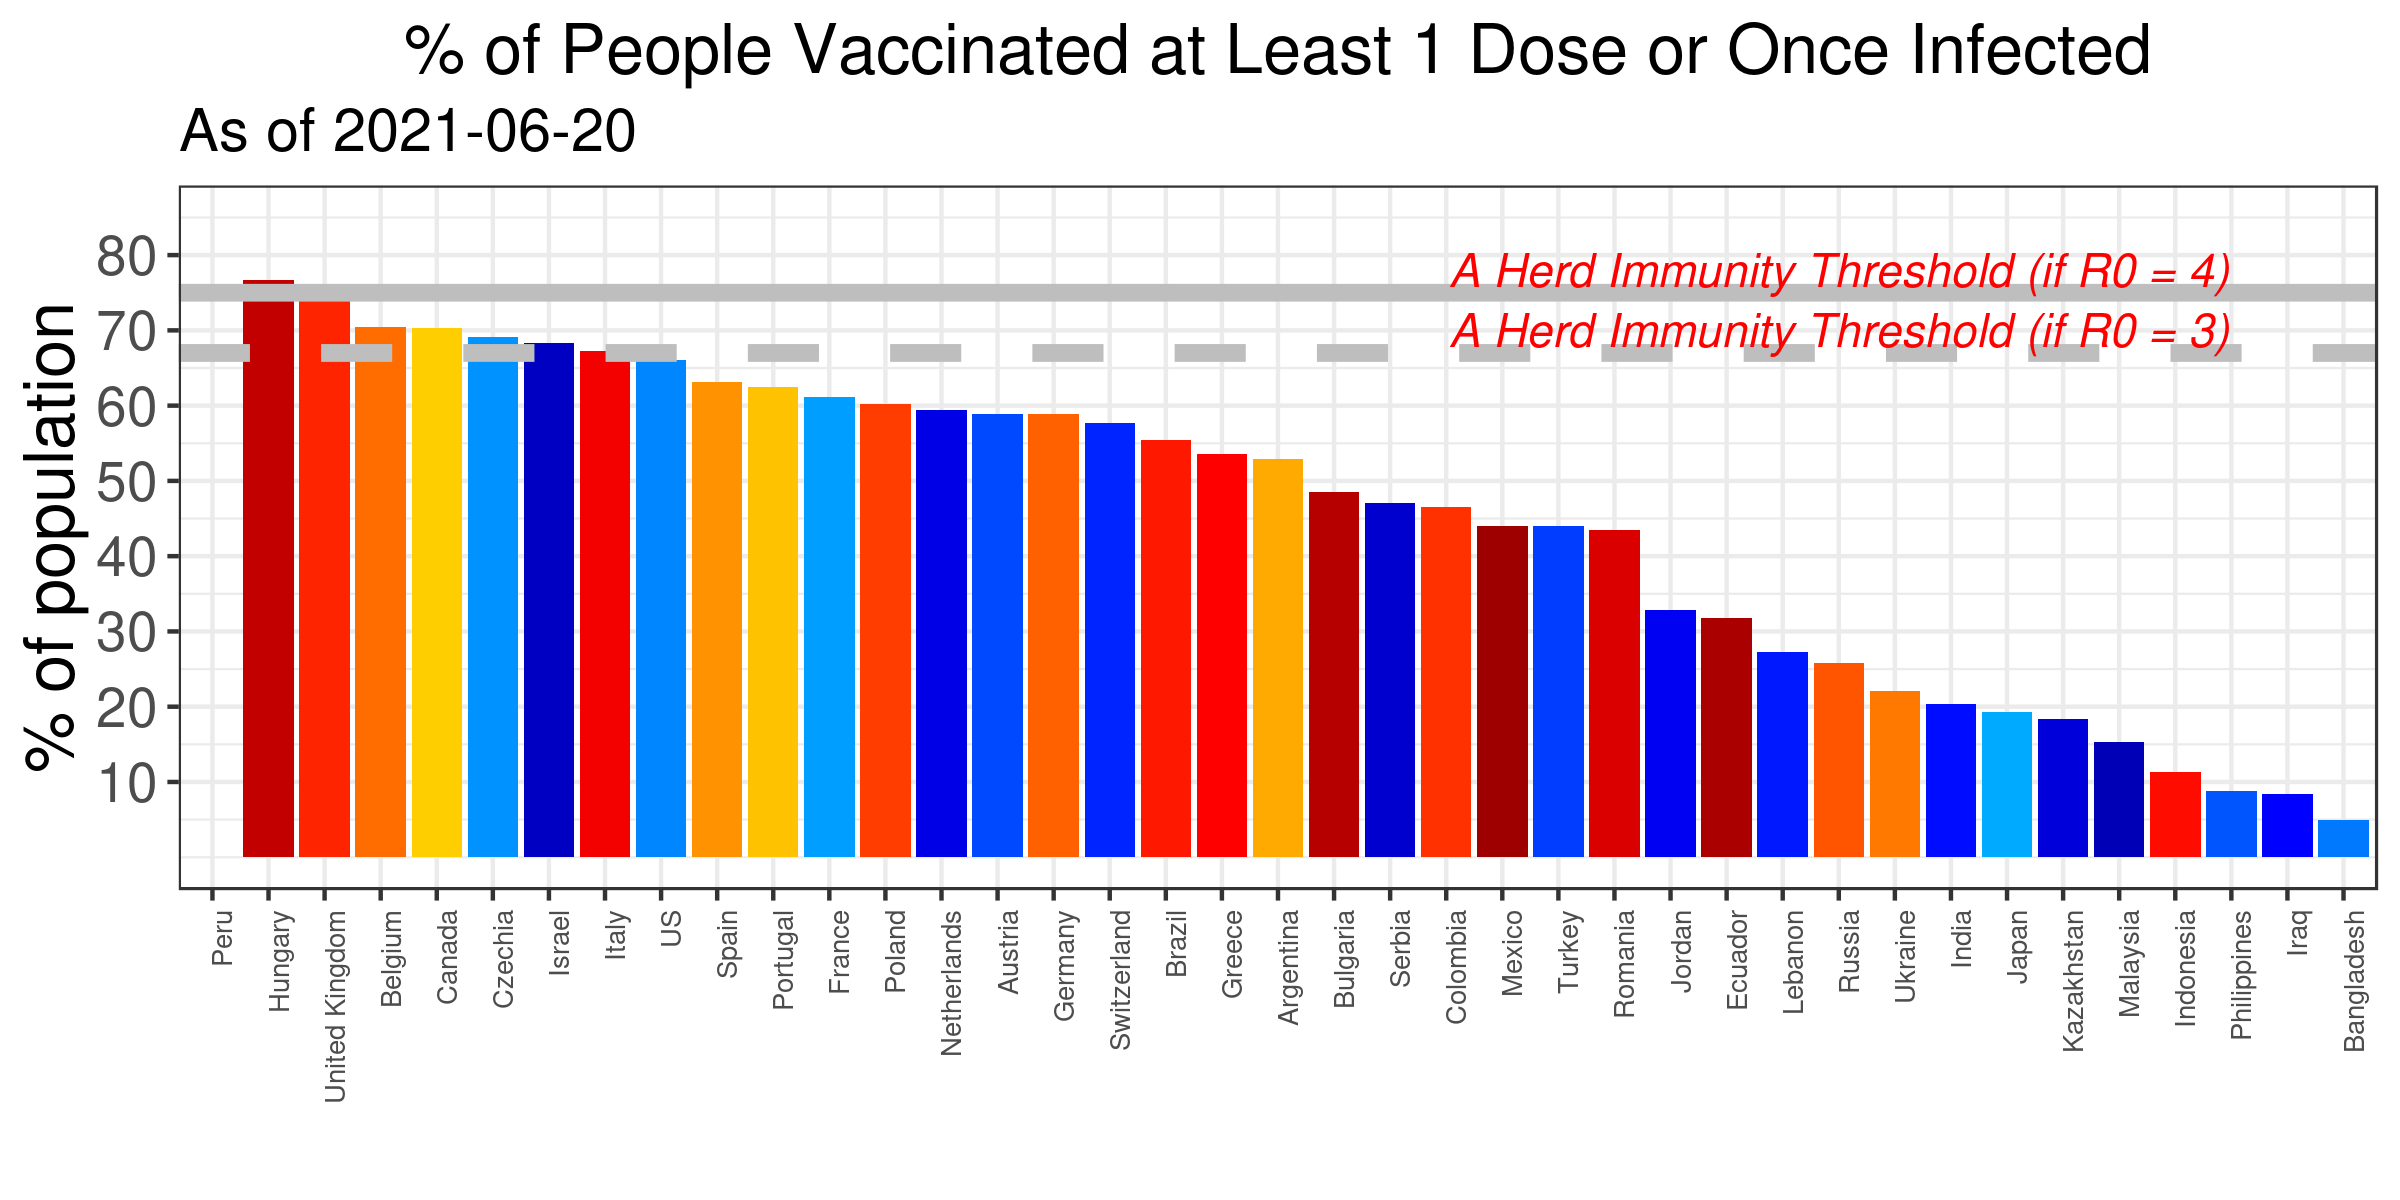 % of People Vaccinated at Least 1 Dose or Once Infected
As of 2021-06-20
% of population
80
70
60
50
40
30
20
10
A Herd Immunity Threshold (if R0 = 4)
A Herd Immunity Threshold (if R0 = 3)
Peru
Hungary
United Kingdom
Belgium
Canada
Czechia
Israel
Italy
US
Spain
Portugal
France
Poland
Netherlands
Austria
Germany
Switzerland
Brazil
Greece
Argentina
Bulgaria
Serbia
Colombia
Mexico
Turkey
Romania
Jordan
Ecuador
Lebanon
Russia
Ukraine
India
Japan
Kazakhstan
Malaysia
Indonesia
Philippines
Iraq
Bangladesh